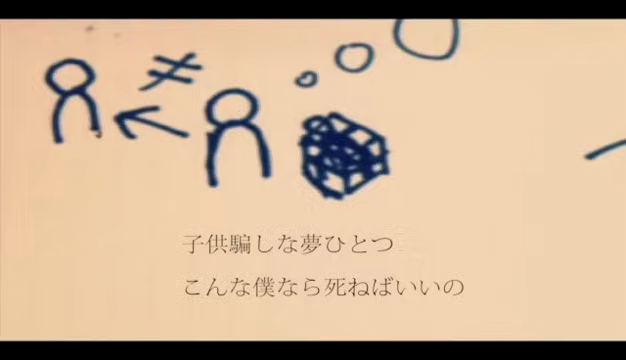 ≠
子供騙しな夢ひとつ
こんな僕なら死ねばいいの